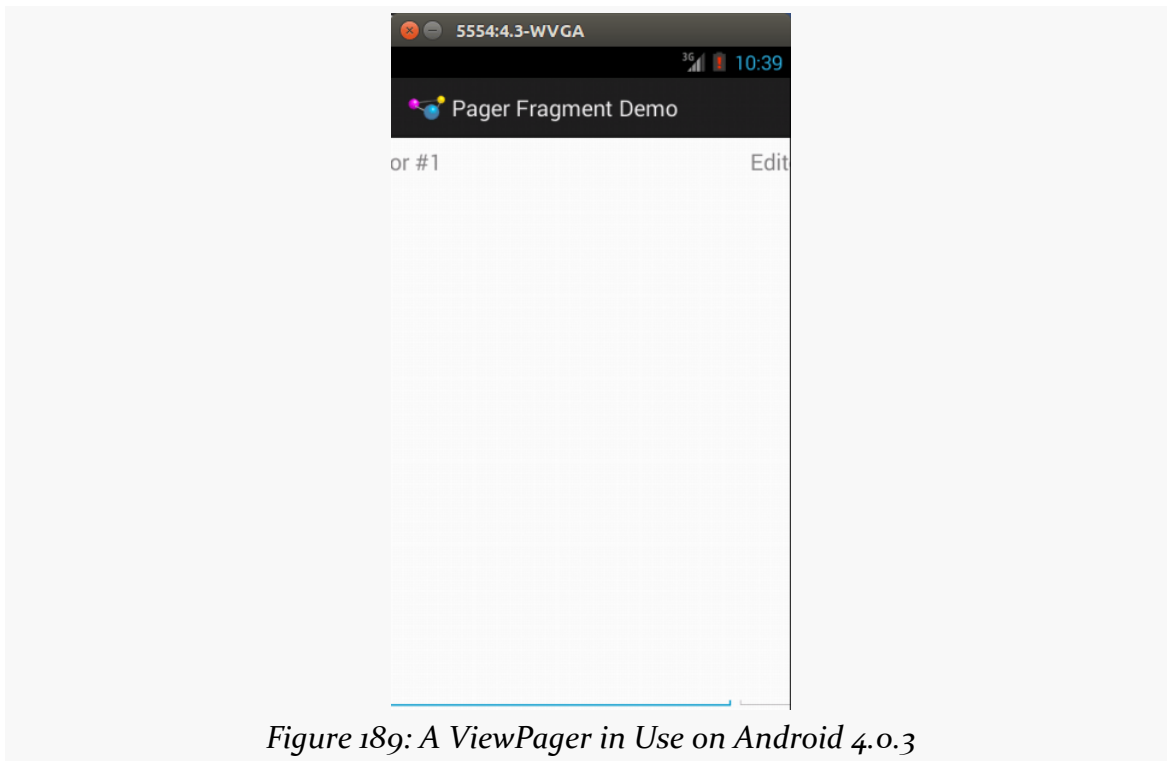 5554:4.3-WVGA
3G 10:39
Pager Fragment Demo
or #1 Edit
Figure 189: A ViewPager in Use on Android 4.0.3